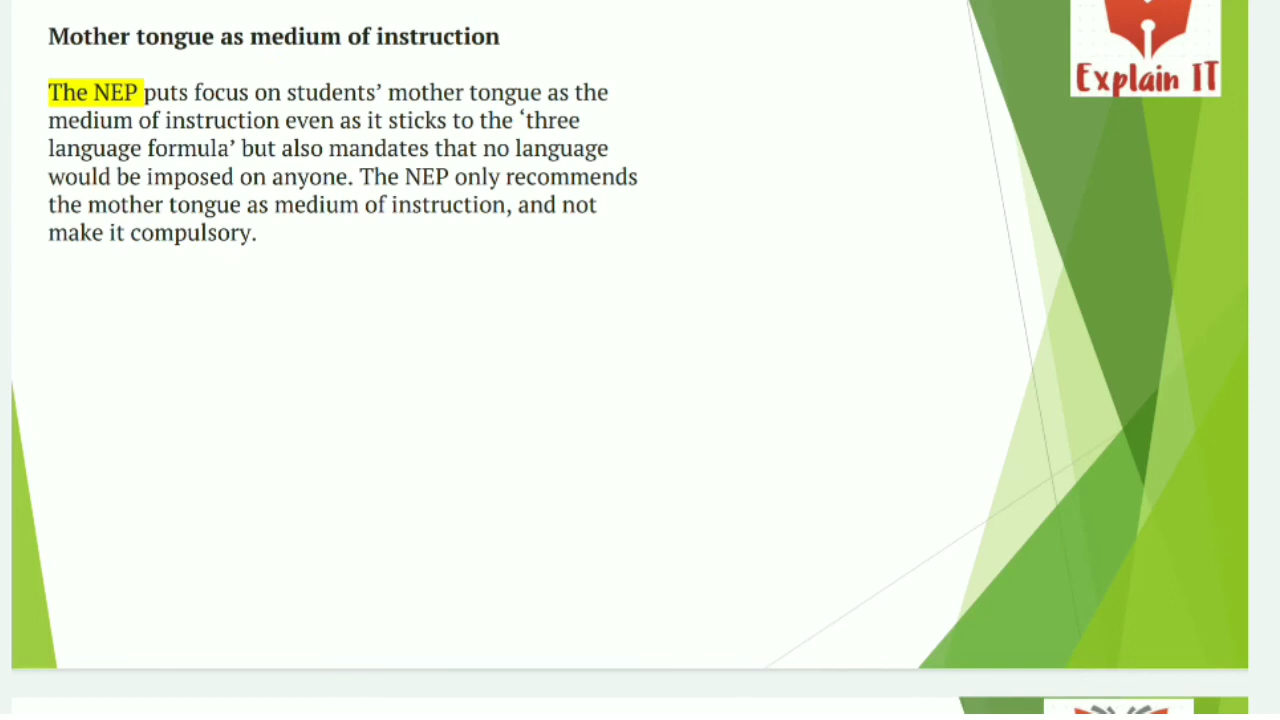 Mother tongue as medium of instruction
The NEP puts focus on students’ mother tongue as the
medium of instruction even as it sticks to the ‘three
language formula’ but also mandates that no language
would be imposed on anyone. The NEP only recommends
the mother tongue as medium of instruction, and not
make it compulsory.
Explain IT